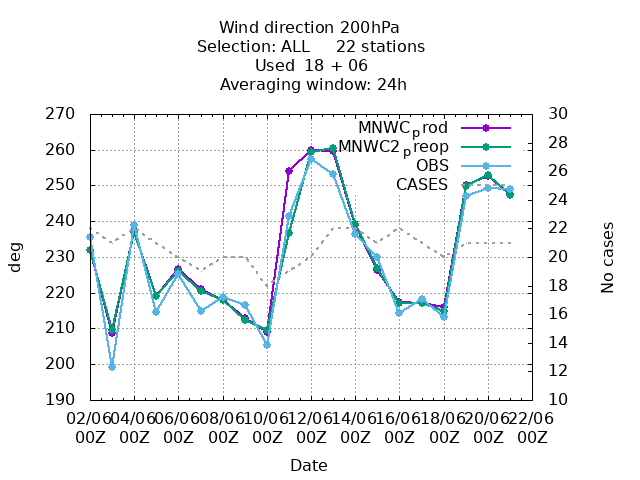 Wind direction 200hPa
Selection: ALL 22 stations
Used 18 + 06
Averaging window: 24h
270 30
MNWCprod
28
260 MNWC2preop
OBS 26
250 CASES
24
240
22
230 20
220 18
16
210
14
200
12
190 10
deg
No cases
02/06 04/06 06/06 08/06 10/06 12/06 14/06 16/06 18/06 20/06 22/06
00Z 00Z 00Z 00Z 00Z 00Z 00Z 00Z 00Z 00Z 00Z
Date